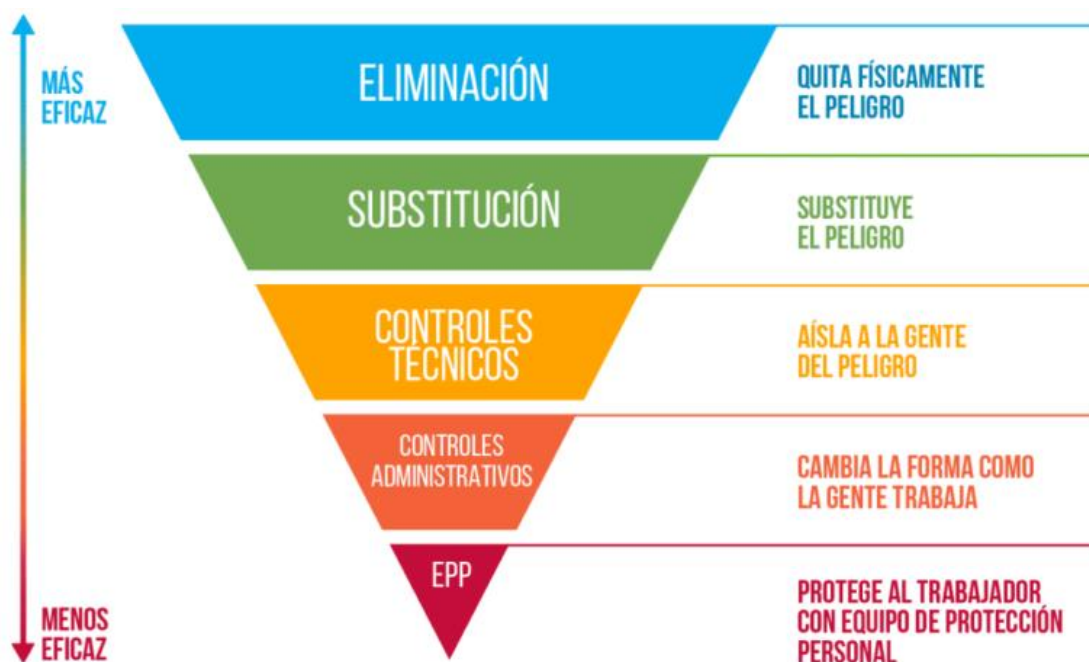 MÁS
EFICAZ
ELIMINACIÓN
QUITA FÍSICAMENTE
EL PELIGRO
SUBSTITUCIÓN
SUBSTITUYE
EL PELIGRO
CONTROLES
TÉCNICOS
AÍSLA A LA GENTE
DEL PELIGRO
CONTROLES
ADMINISTRATIVOS
CAMBIA LA FORMA COMO
LA GENTE TRABAJA
EPP
PROTEGE AL TRABAJADOR
CON EQUIPO DE PROTECCIÓN
PERSONAL
MENOS
EFICAZ